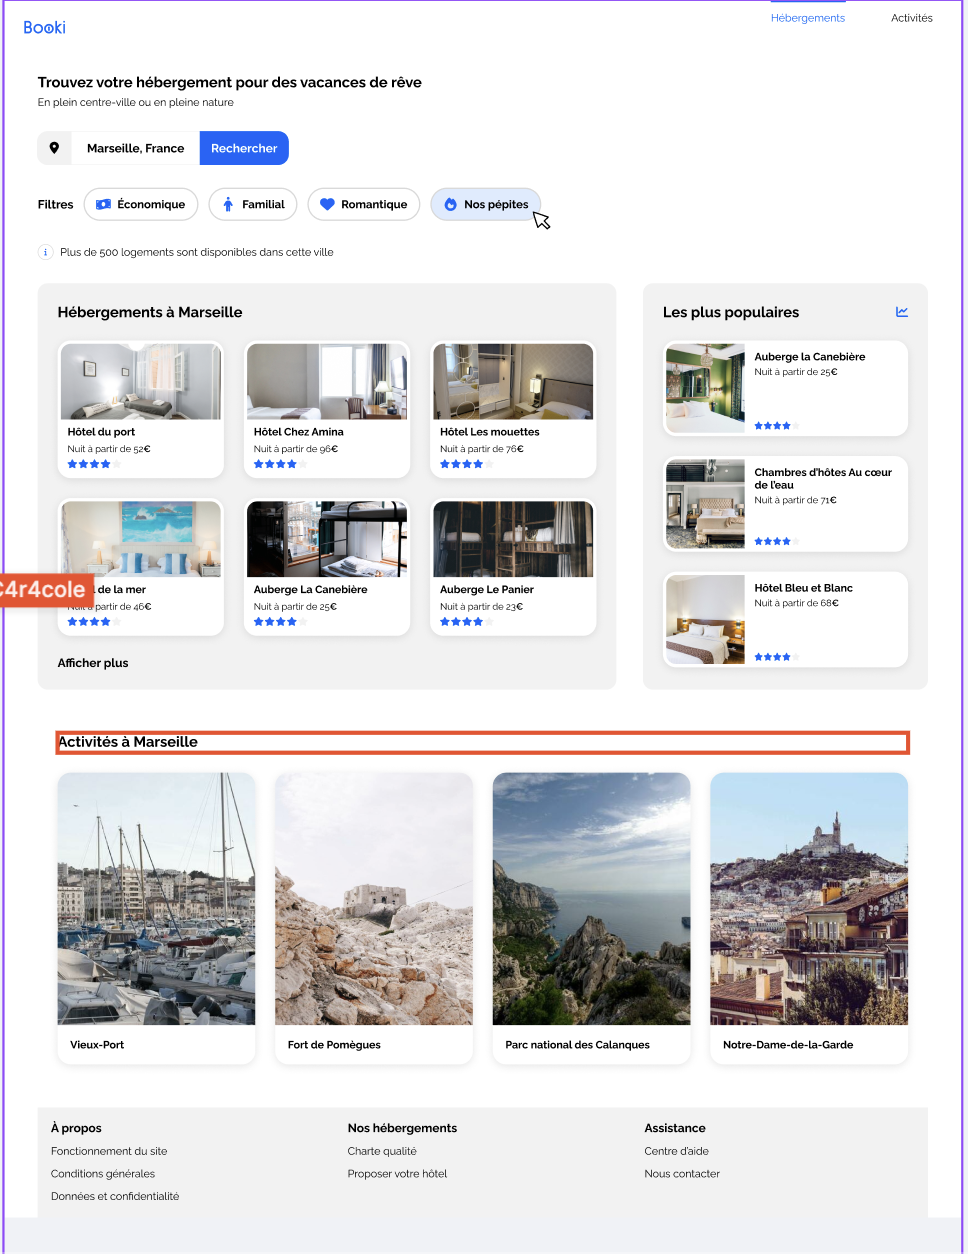 Booki
Hébergements
Activités
Trouvez votre hébergement pour des vacances de rêve
En plein centre-ville ou en pleine nature
Marseille, France
Rechercher
Filtres
Économique
Familial
Romantique
Nos pépites
i
Plus de 500 logements sont disponibles dans cette ville
Hébergements à Marseille
Hôtel du port
Nuit à partir de 52€
Hôtel Chez Amina
Nuit à partir de 96€
Hôtel Les mouettes
Nuit à partir de 76€
de la mer
Nuit à partir de 46€
Auberge La Canebière
Nuit à partir de 25€
Auberge Le Panier
Nuit à partir de 23€
Afficher plus
Les plus populaires
Auberge la Canebière
Nuit à partir de 25€
Chambres d'hôtes Au cœur
de l'eau
Nuit à partir de 71€
Hôtel Bleu et Blanc
Nuit à partir de 68€
C4r4cole
Activités à Marseille
Vieux-Port
Fort de Pomègues
Parc national des Calanques
Notre-Dame-de-la-Garde
À propos
Fonctionnement du site
Conditions générales
Données et confidentialité
Nos hébergements
Charte qualité
Proposer votre hôtel
Assistance
Centre d'aide
Nous contacter